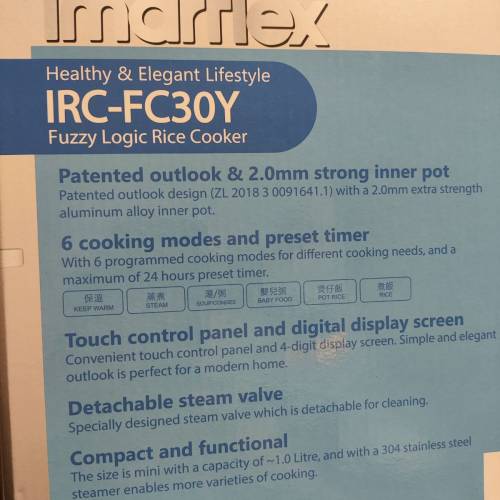 imarflex
Healthy & Elegant Lifestyle
IRC-FC30Y
Fuzzy Logic Rice Cooker
Patented outlook & 2.0mm strong inner pot
Patented outlook design (ZL 2018 3 0091641.1) with a 2.0mm extra strength
aluminum alloy inner pot.
6 cooking modes and preset timer
With 6 programmed cooking modes for different cooking needs, and a
maximum of 24 hours preset timer.
保溫 蒸煮 湯/粥 嬰兒粥 煲仔飯 煮飯
KEEP WARM STEAM SOUP/CONGEE BABY FOOD POT RICE RICE
Touch control panel and digital display screen
Convenient touch control panel and 4-digit display screen. Simple and elegant
outlook is perfect for a modern home.
Detachable steam valve
Specially designed steam valve which is detachable for cleaning.
Compact and functional
The size is mini with a capacity of ~1.0 Litre, and with a 304 stainless steel
steamer enables more varieties of cooking.